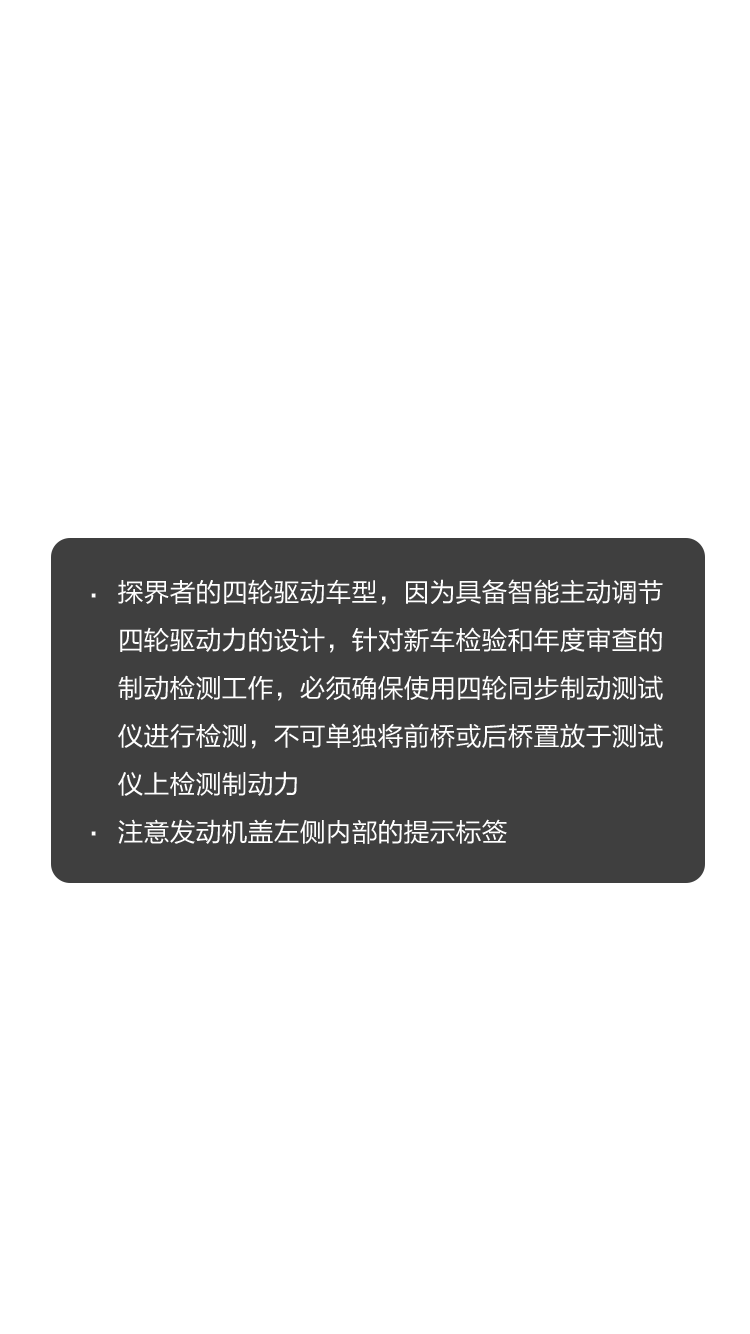 · 探界者的四轮驱动车型，因为具备智能主动调节
四轮驱动力的设计，针对新车检验和年度审查的
制动检测工作，必须确保使用四轮同步制动测试
仪进行检测，不可单独将前桥或后桥置放于测试
仪上检测制动力
· 注意发动机盖左侧内部的提示标签